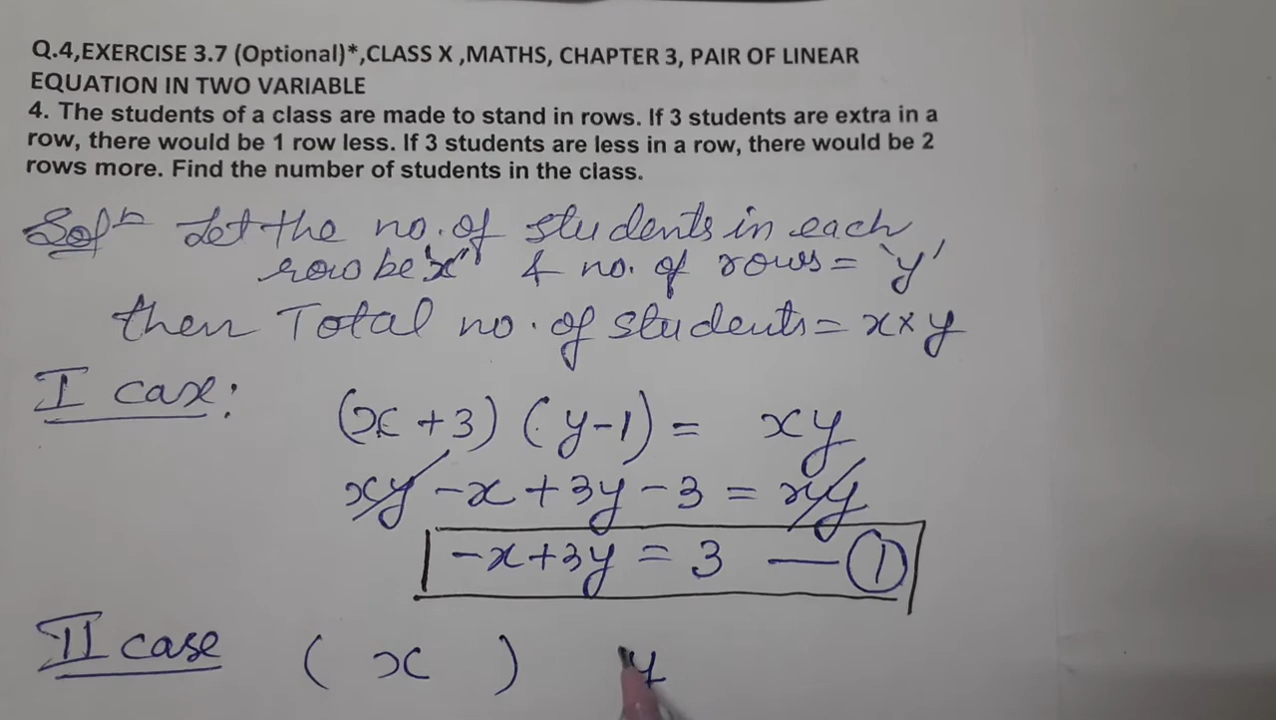 Q.4,EXERCISE 3.7 (Optional)*,CLASS X ,MATHS, CHAPTER 3, PAIR OF LINEAR
EQUATION IN TWO VARIABLE
4. The students of a class are made to stand in rows. If 3 students are extra in a
row, there would be 1 row less. If 3 students are less in a row, there would be 2
rows more. Find the number of students in the class.
Solⁿ Let the no. of students in each
row be 'x' & no. of rows = 'y'
then Total no. of students = x × y
I case:
(x + 3) (y - 1) = xy
xy - x + 3y - 3 = xy
-x + 3y = 3 — ①
II case ( x ) y